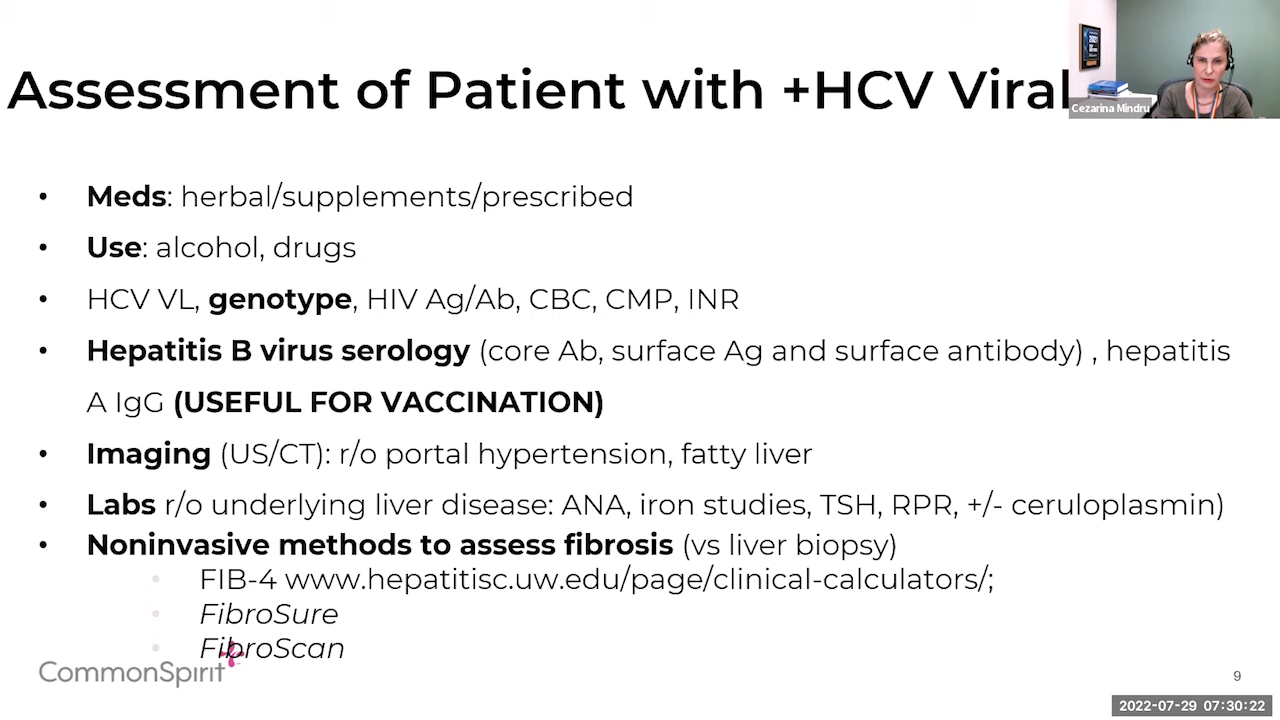 Assessment of Patient with +HCV Viral
Cezarina Mindru
• Meds: herbal/supplements/prescribed
• Use: alcohol, drugs
• HCV VL, genotype, HIV Ag/Ab, CBC, CMP, INR
• Hepatitis B virus serology (core Ab, surface Ag and surface antibody) , hepatitis
A IgG (USEFUL FOR VACCINATION)
• Imaging (US/CT): r/o portal hypertension, fatty liver
• Labs r/o underlying liver disease: ANA, iron studies, TSH, RPR, +/- ceruloplasmin)
• Noninvasive methods to assess fibrosis (vs liver biopsy)
• FIB-4 www.hepatitisc.uw.edu/page/clinical-calculators/;
• FibroSure
• FibroScan
CommonSpirit
9
2022-07-29 07:30:22